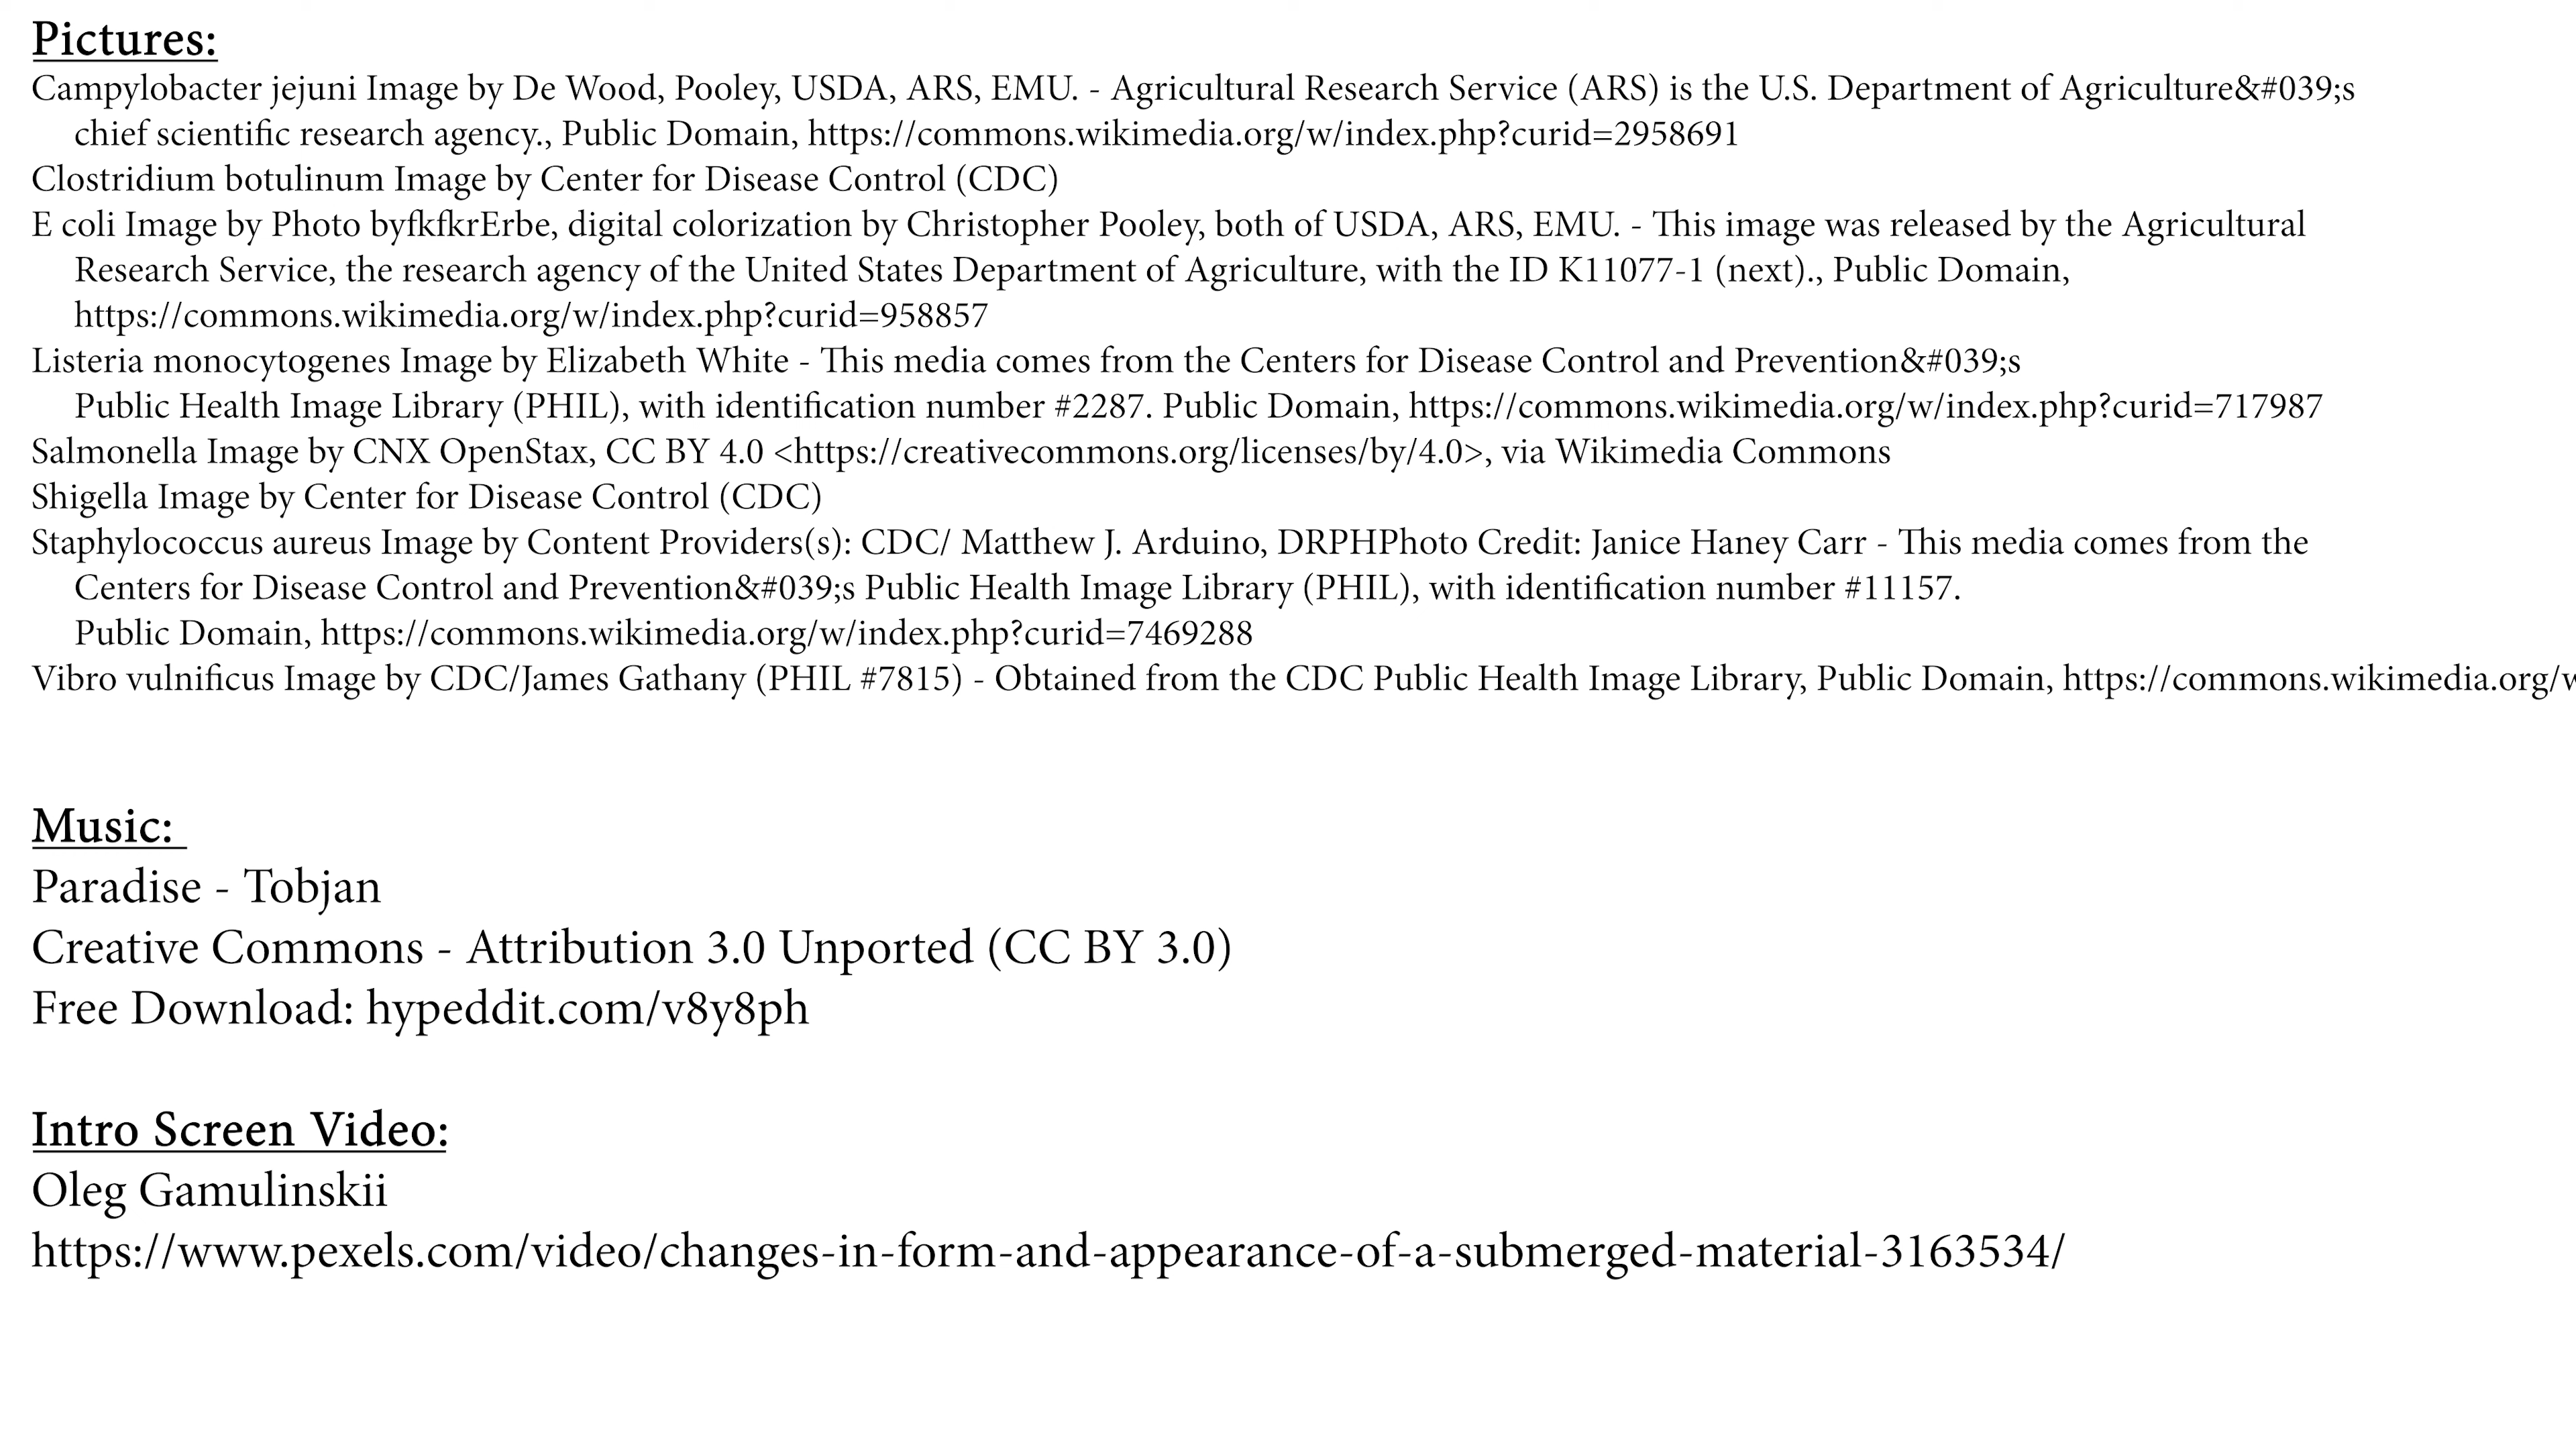 Pictures:
Campylobacter jejuni Image by De Wood, Pooley, USDA, ARS, EMU. - Agricultural Research Service (ARS) is the U.S. Department of Agriculture&#039;s
chief scientific research agency., Public Domain, https://commons.wikimedia.org/w/index.php?curid=2958691
Clostridium botulinum Image by Center for Disease Control (CDC)
E coli Image by Photo byfkfkrErbe, digital colorization by Christopher Pooley, both of USDA, ARS, EMU. - This image was released by the Agricultural
Research Service, the research agency of the United States Department of Agriculture, with the ID K11077-1 (next)., Public Domain,
https://commons.wikimedia.org/w/index.php?curid=958857
Listeria monocytogenes Image by Elizabeth White - This media comes from the Centers for Disease Control and Prevention&#039;s
Public Health Image Library (PHIL), with identification number #2287. Public Domain, https://commons.wikimedia.org/w/index.php?curid=717987
Salmonella Image by CNX OpenStax, CC BY 4.0 <https://creativecommons.org/licenses/by/4.0>, via Wikimedia Commons
Shigella Image by Center for Disease Control (CDC)
Staphylococcus aureus Image by Content Providers(s): CDC/ Matthew J. Arduino, DRPHPhoto Credit: Janice Haney Carr - This media comes from the
Centers for Disease Control and Prevention&#039;s Public Health Image Library (PHIL), with identification number #11157.
Public Domain, https://commons.wikimedia.org/w/index.php?curid=7469288
Vibro vulnificus Image by CDC/James Gathany (PHIL #7815) - Obtained from the CDC Public Health Image Library, Public Domain, https://commons.wikimedia.org/w
Music:
Paradise - Tobjan
Creative Commons - Attribution 3.0 Unported (CC BY 3.0)
Free Download: hypeddit.com/v8y8ph
Intro Screen Video:
Oleg Gamulinskii
https://www.pexels.com/video/changes-in-form-and-appearance-of-a-submerged-material-3163534/